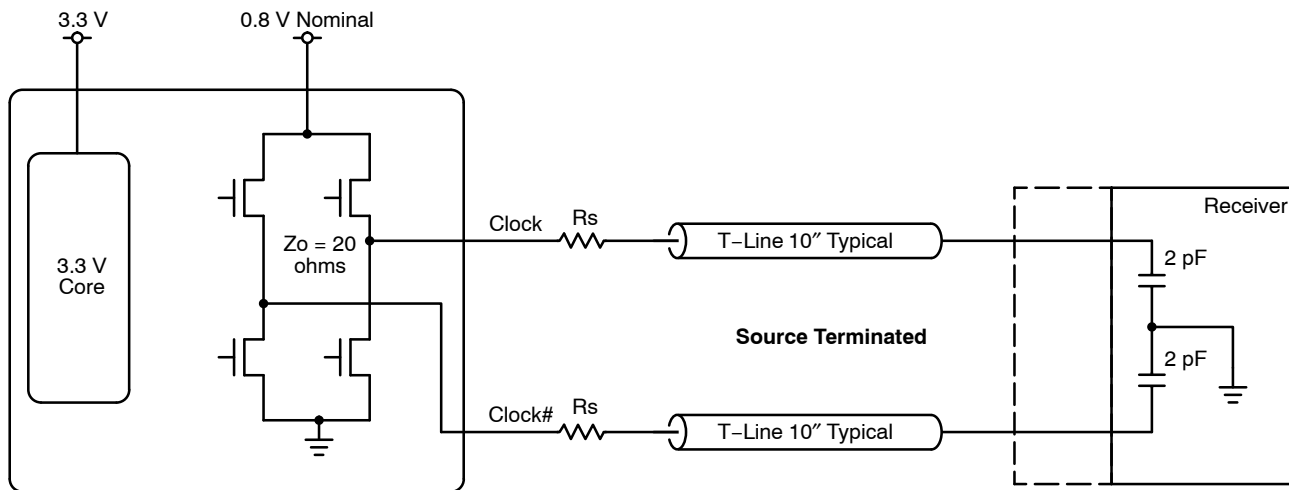 3.3 V
0.8 V Nominal
3.3 V
Core
Zo = 20
ohms
Clock
Rs
T−Line 10″ Typical
Receiver
2 pF
Source Terminated
2 pF
Clock#
Rs
T−Line 10″ Typical